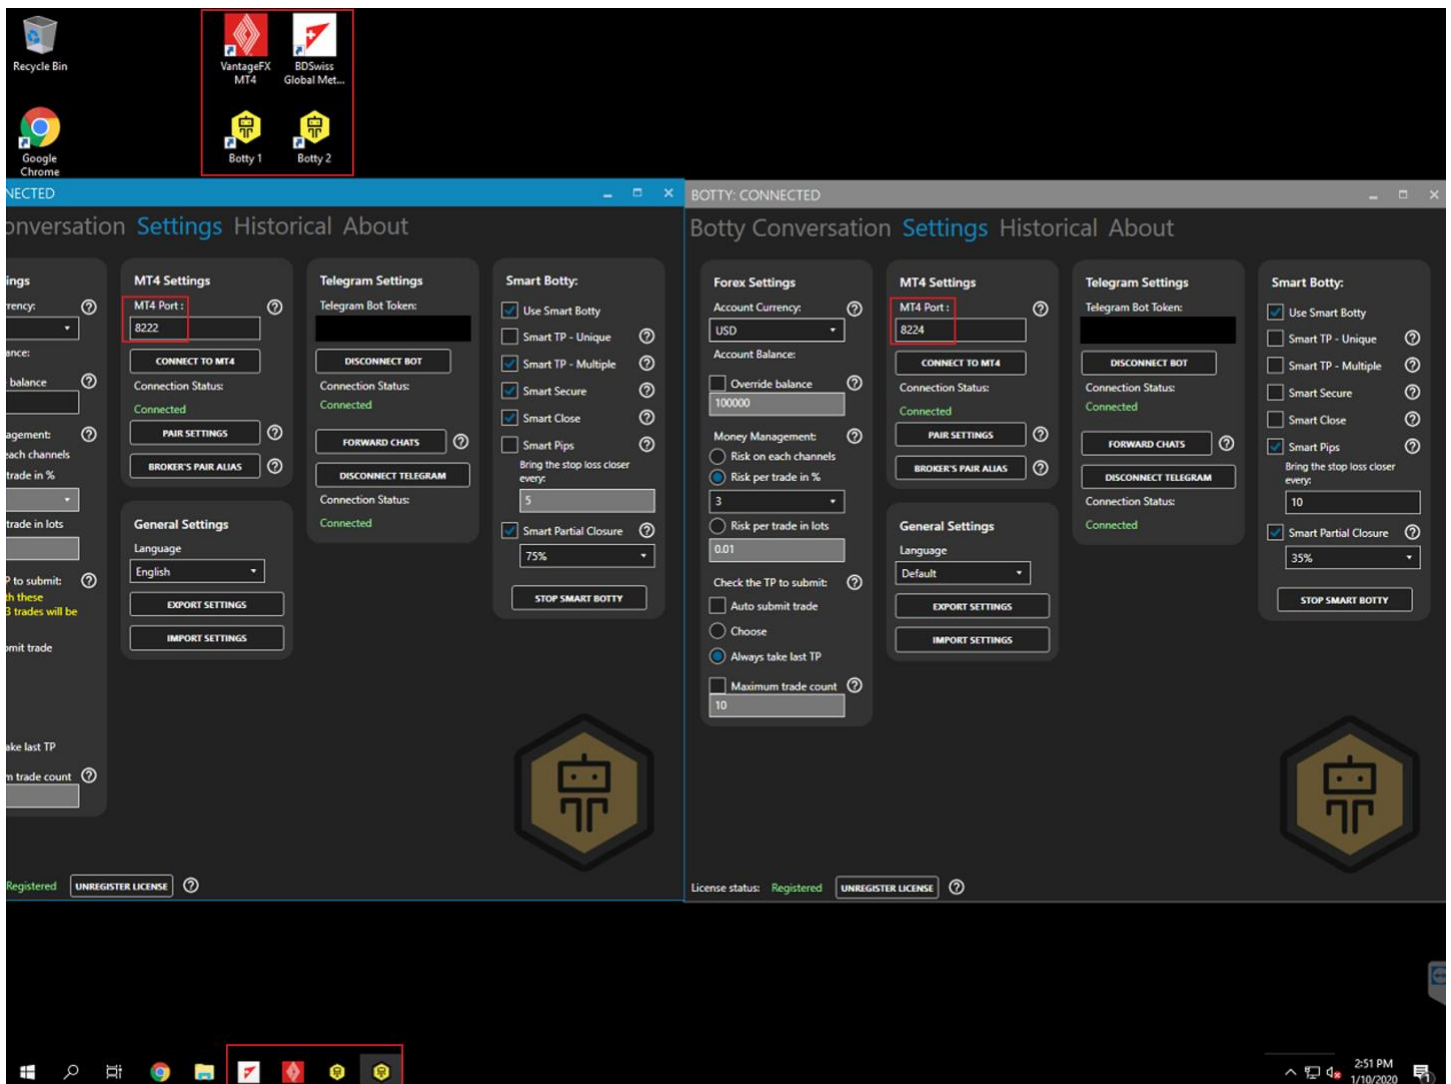 Recycle Bin
VantageFX
MT4
BDSwiss
Global Met...
Google
Chrome
Botty 1
Botty 2
NECTED
onversation Settings Historical About
ings
rency:
ance:
balance
agement:
each channels
trade in %
trade in lots
P to submit:
th these
3 trades will be
omit trade
ake last TP
m trade count
MT4 Settings
MT4 Port :
8222
CONNECT TO MT4
Connection Status:
Connected
PAIR SETTINGS
BROKER'S PAIR ALIAS
General Settings
Language
English
EXPORT SETTINGS
IMPORT SETTINGS
Telegram Settings
Telegram Bot Token:
DISCONNECT BOT
Connection Status:
Connected
FORWARD CHATS
DISCONNECT TELEGRAM
Connection Status:
Connected
Smart Botty:
Use Smart Botty
Smart TP - Unique
Smart TP - Multiple
Smart Secure
Smart Close
Smart Pips
Bring the stop loss closer
every:
5
Smart Partial Closure
75%
STOP SMART BOTTY
Registered
UNREGISTER LICENSE
BOTTY: CONNECTED
Botty Conversation Settings Historical About
Forex Settings
Account Currency:
USD
Account Balance:
Override balance
100000
Money Management:
Risk on each channels
Risk per trade in %
3
Risk per trade in lots
0.01
Check the TP to submit:
Auto submit trade
Choose
Always take last TP
Maximum trade count
10
MT4 Settings
MT4 Port :
8224
CONNECT TO MT4
Connection Status:
Connected
PAIR SETTINGS
BROKER'S PAIR ALIAS
General Settings
Language
Default
EXPORT SETTINGS
IMPORT SETTINGS
Telegram Settings
Telegram Bot Token:
DISCONNECT BOT
Connection Status:
Connected
FORWARD CHATS
DISCONNECT TELEGRAM
Connection Status:
Connected
Smart Botty:
Use Smart Botty
Smart TP - Unique
Smart TP - Multiple
Smart Secure
Smart Close
Smart Pips
Bring the stop loss closer
every:
10
Smart Partial Closure
35%
STOP SMART BOTTY
License status: Registered
UNREGISTER LICENSE
2:51 PM
1/10/2020